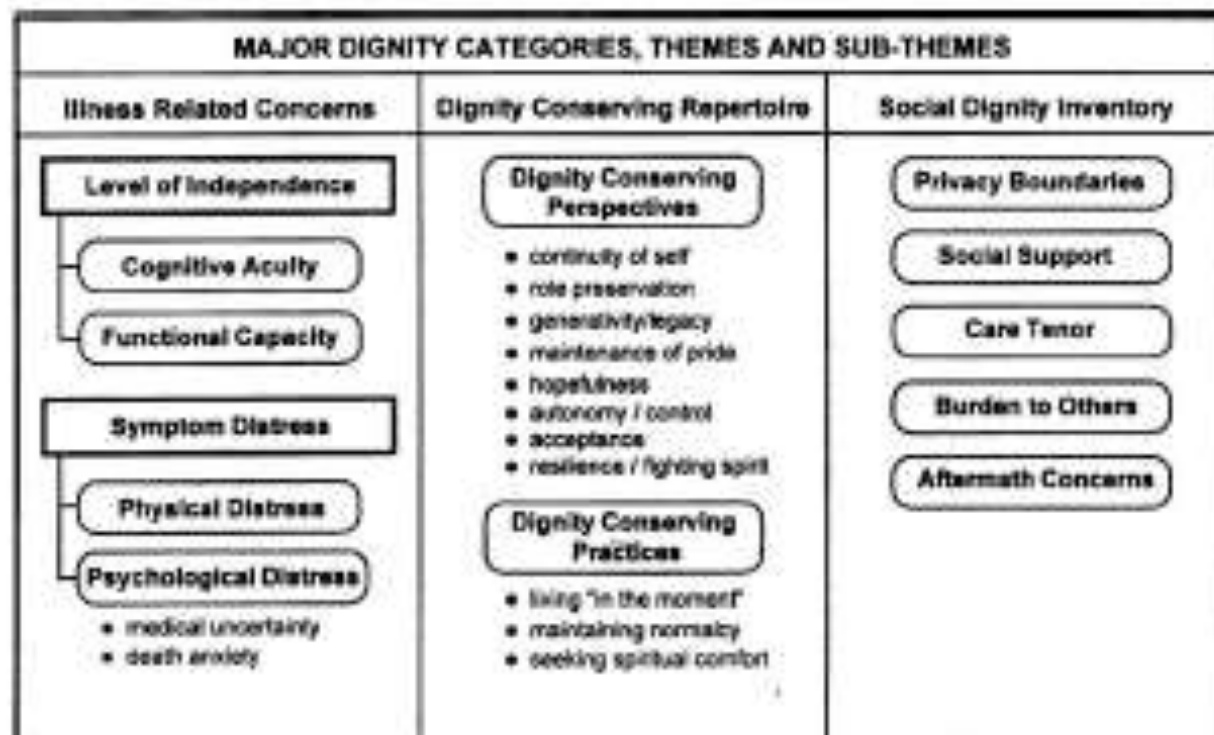 MAJOR DIGNITY CATEGORIES, THEMES AND SUB-THEMES
Illness Related Concerns
Level of Independence
Cognitive Acuity
Functional Capacity
Symptom Distress
Physical Distress
Psychological Distress
• medical uncertainty
• death anxiety
Dignity Conserving Repertoire
Dignity Conserving
Perspectives
• continuity of self
• role preservation
• generativity/legacy
• maintenance of pride
• hopefulness
• autonomy / control
• acceptance
• resilience / fighting spirit
Dignity Conserving
Practices
• living "in the moment"
• maintaining normalcy
• seeking spiritual comfort
Social Dignity Inventory
Privacy Boundaries
Social Support
Care Tenor
Burden to Others
Aftermath Concerns